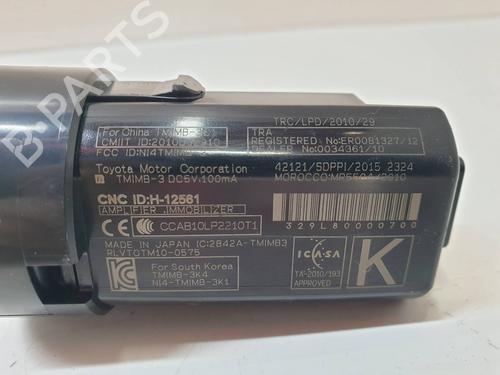 TRC/LPD/2010/29
For China TMIMB-3S1
CMIIT ID:
FCC ID:NI4TMIMB
TRA
REGISTERED No:ER0061327/12
DEALER No:0034361/10
Toyota Motor Corporation
TMIMB-3 DC5V,100mA
42121/SDPPI/2015 2324
MOROCCO:
CNC ID:H-12561
AMPLIFIER IMMOBILIZER
CCAB10LP2210T1
329L80000700
MADE IN JAPAN IC:2842A-TMIMB3
RLVTOTM10-0575
For South Korea
TMIMB-3K4
NI4-TMIMB-3K1
ICASA
TA-2010/193
APPROVED
K
B-PARTS